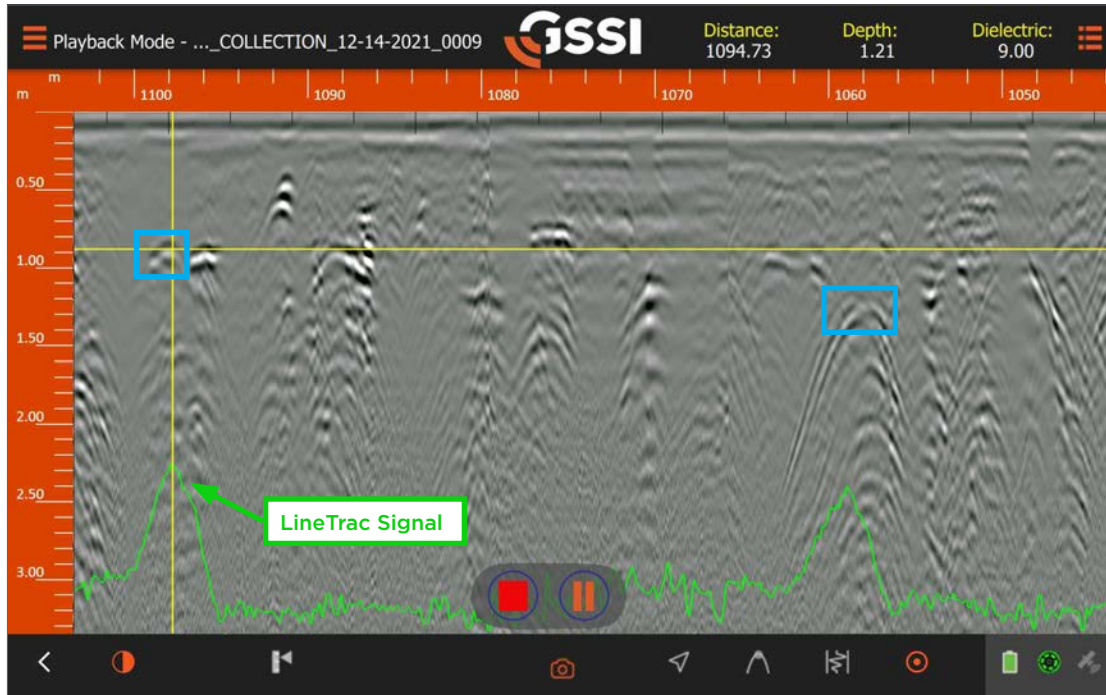 Playback Mode - ..._COLLECTION_12-14-2021_0009
GSSI
Distance:
1094.73
Depth:
1.21
Dielectric:
9.00
m
m
1100
1090
1080
1070
1060
1050
0.50
1.00
1.50
2.00
2.50
3.00
LineTrac Signal